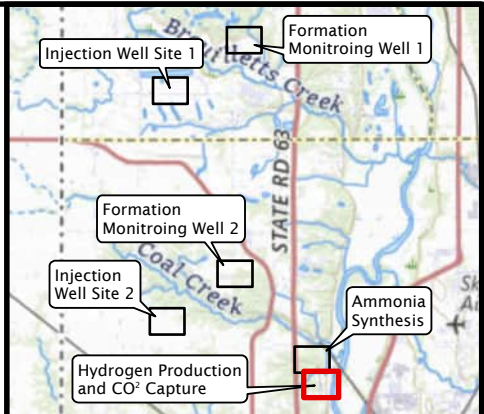 Formation
Monitroing Well 1
Injection Well Site 1
Brouilletts Creek
STATE RD 63
Formation
Monitroing Well 2
Coal Creek
Injection
Well Site 2
Ammonia
Synthesis
Hydrogen Production
and CO² Capture